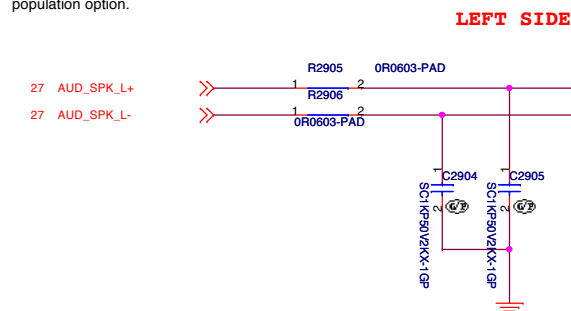 population option.
LEFT SIDE
R2905 0R0603-PAD
27 AUD_SPK_L+ 1 2
R2906
27 AUD_SPK_L- 1 2
0R0603-PAD
1 C2904 1 C2905
2 G/P 2 G/P
SC1KP50V2KX-1GP SC1KP50V2KX-1GP